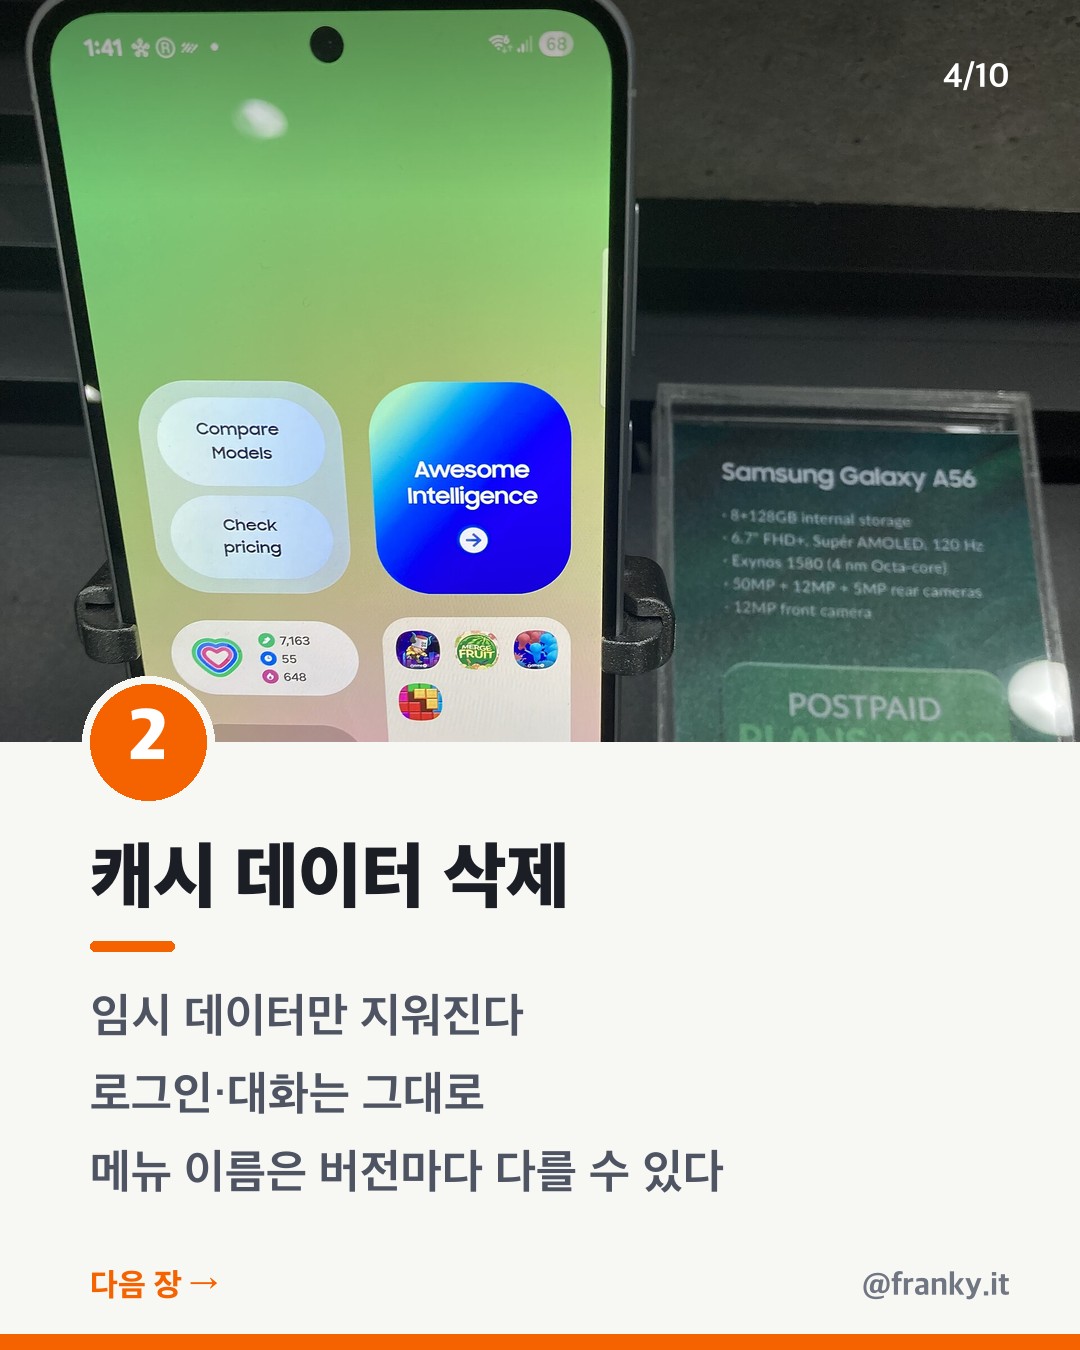 1:41
68
4/10
Compare
Models
Check
pricing
Awesome
Intelligence
7,163
55
648
MERGE
FRUIT
Samsung Galaxy A56
· 8+128GB internal storage
· 6.7" FHD+, Super AMOLED, 120 Hz
· Exynos 1580 (4 nm Octa-core)
· 50MP + 12MP + 5MP rear cameras
· 12MP front camera
POSTPAID
2
캐시 데이터 삭제
임시 데이터만 지워진다
로그인·대화는 그대로
메뉴 이름은 버전마다 다를 수 있다
다음 장 →
@franky.it